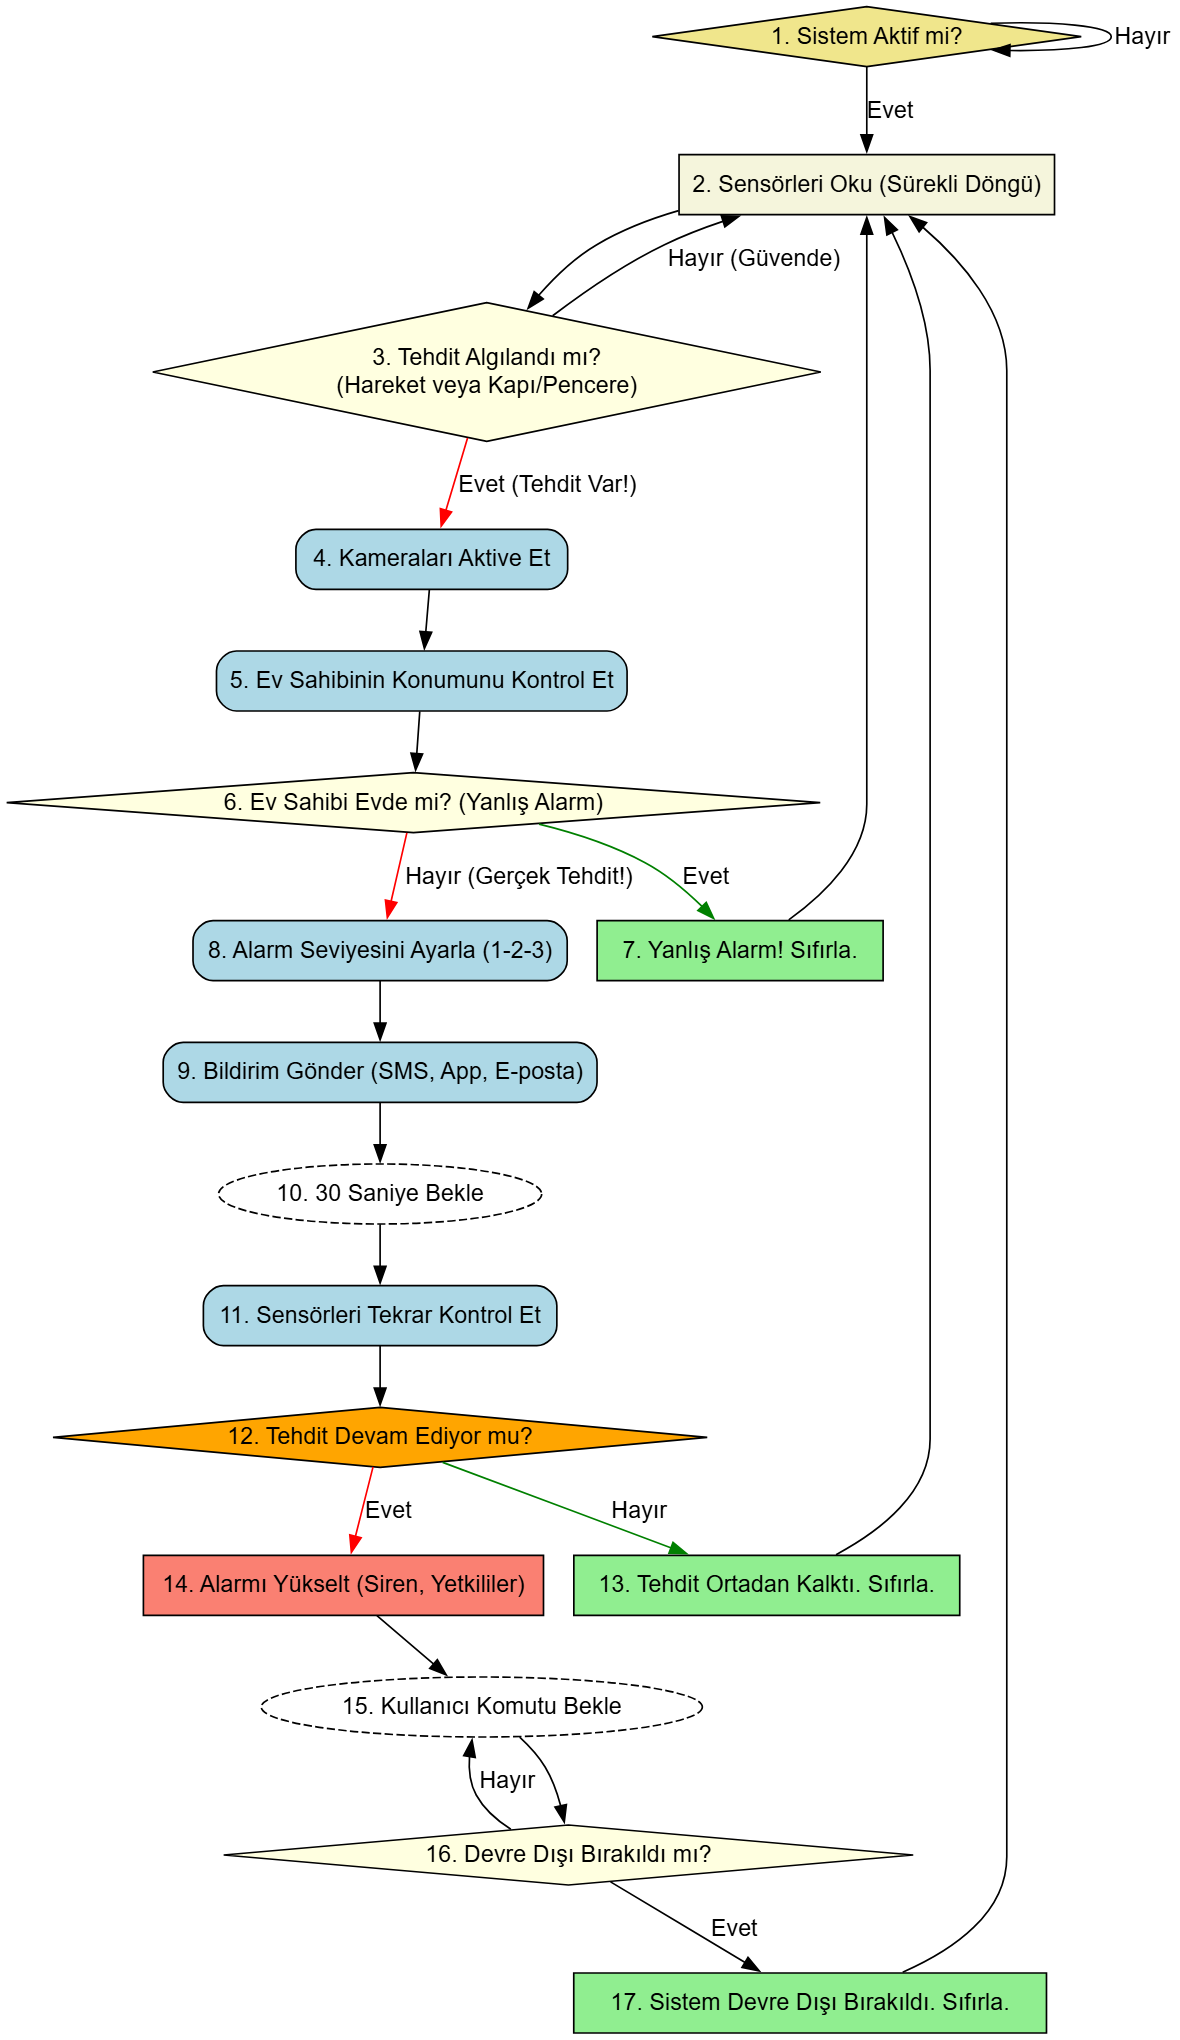 1. Sistem Aktif mi?
Hayır
Evet
2. Sensörleri Oku (Sürekli Döngü)
Hayır (Güvende)
3. Tehdit Algılandı mı?
(Hareket veya Kapı/Pencere)
Evet (Tehdit Var!)
4. Kameraları Aktive Et
5. Ev Sahibinin Konumunu Kontrol Et
6. Ev Sahibi Evde mi? (Yanlış Alarm)
Hayır (Gerçek Tehdit!)
Evet
8. Alarm Seviyesini Ayarla (1-2-3)
7. Yanlış Alarm! Sıfırla.
9. Bildirim Gönder (SMS, App, E-posta)
10. 30 Saniye Bekle
11. Sensörleri Tekrar Kontrol Et
12. Tehdit Devam Ediyor mu?
Evet
Hayır
14. Alarmı Yükselt (Siren, Yetkililer)
13. Tehdit Ortadan Kalktı. Sıfırla.
15. Kullanıcı Komutu Bekle
Hayır
16. Devre Dışı Bırakıldı mı?
Evet
17. Sistem Devre Dışı Bırakıldı. Sıfırla.